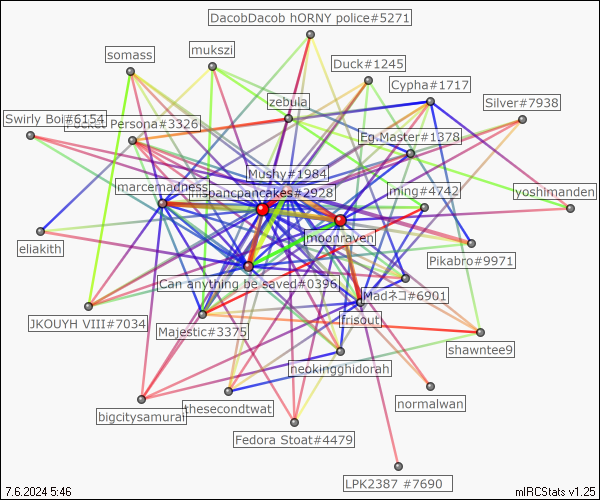 DacobDacob hORNY police#5271
mukszi
somass
Duck#1245
Cypha#1717
zebula
Silver#7938
Swirly Boi#6154
Persona#3326
Eg.Master#1378
Mushy#1984
marcemadness
mispancpancakes#2928
ming#4742
yoshimanden
eliakith
moonraven
Pikabro#9971
Can anything be saved#0396
#6901
JKOUYH VIII#7034
Majestic#3375
frisout
shawntee9
neokingghidorah
bigcitysamurai
thesecondtwat
normalwan
Fedora Stoat#4479
LPK2387 #7690
7.6.2024 5:46
mIRCStats v1.25